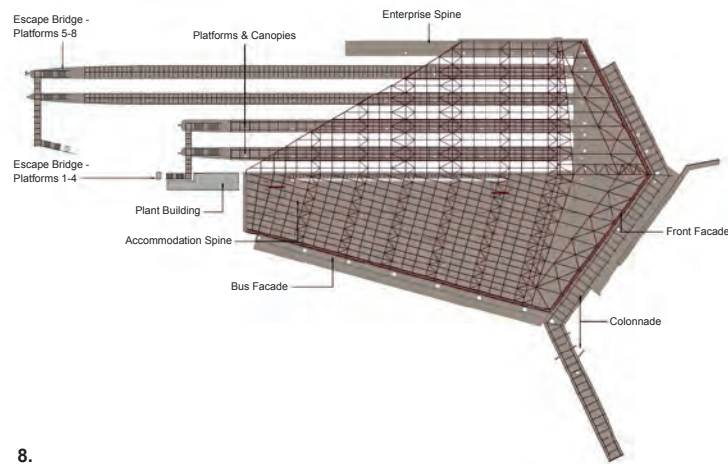 Escape Bridge -
Platforms 5-8
Platforms & Canopies
Enterprise Spine
Escape Bridge -
Platforms 1-4
Plant Building
Accommodation Spine
Bus Facade
Front Facade
Colonnade
8.